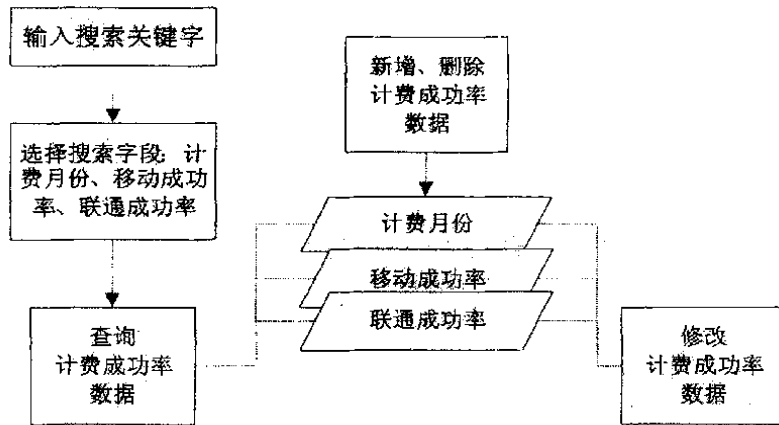 输入搜索关键字
选择搜索字段：计
费月份、移动成功
率、联通成功率
查询
计费成功率
数据
新增、删除
计费成功率
数据
计费月份
移动成功率
联通成功率
修改
计费成功率
数据